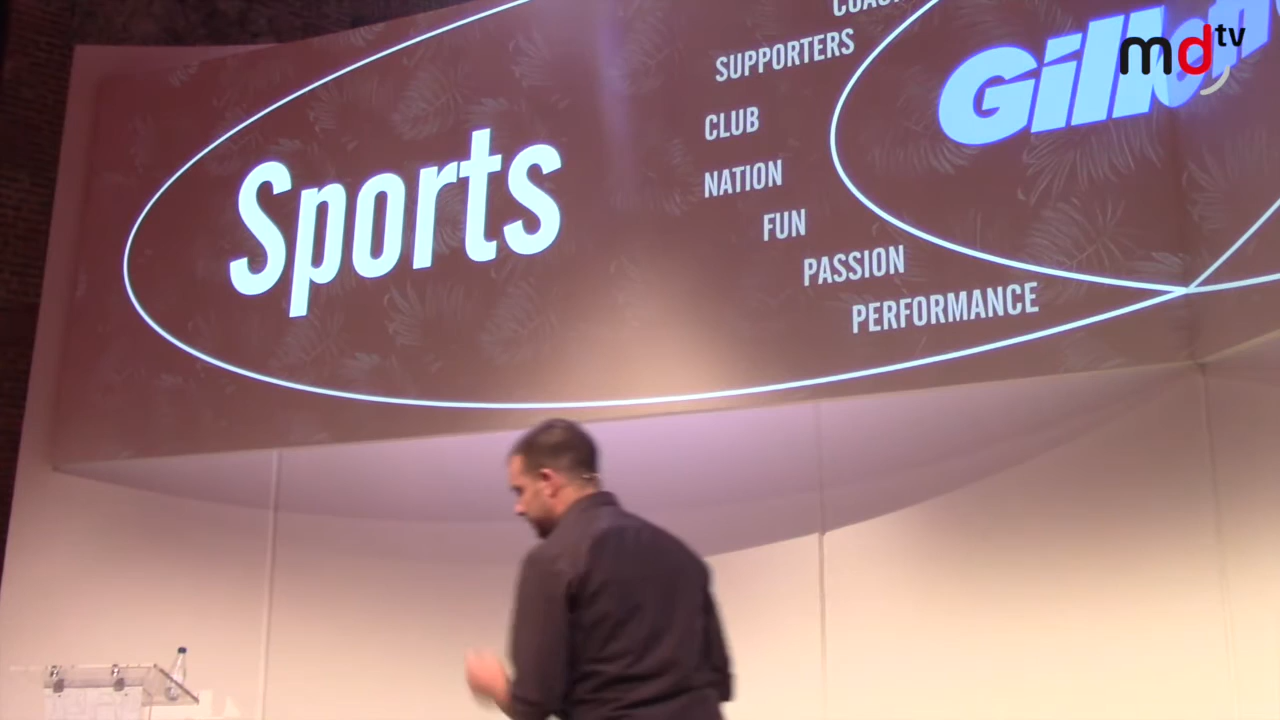 SUPPORTERS
CLUB
NATION
FUN
PASSION
PERFORMANCE
Sports
mdtv